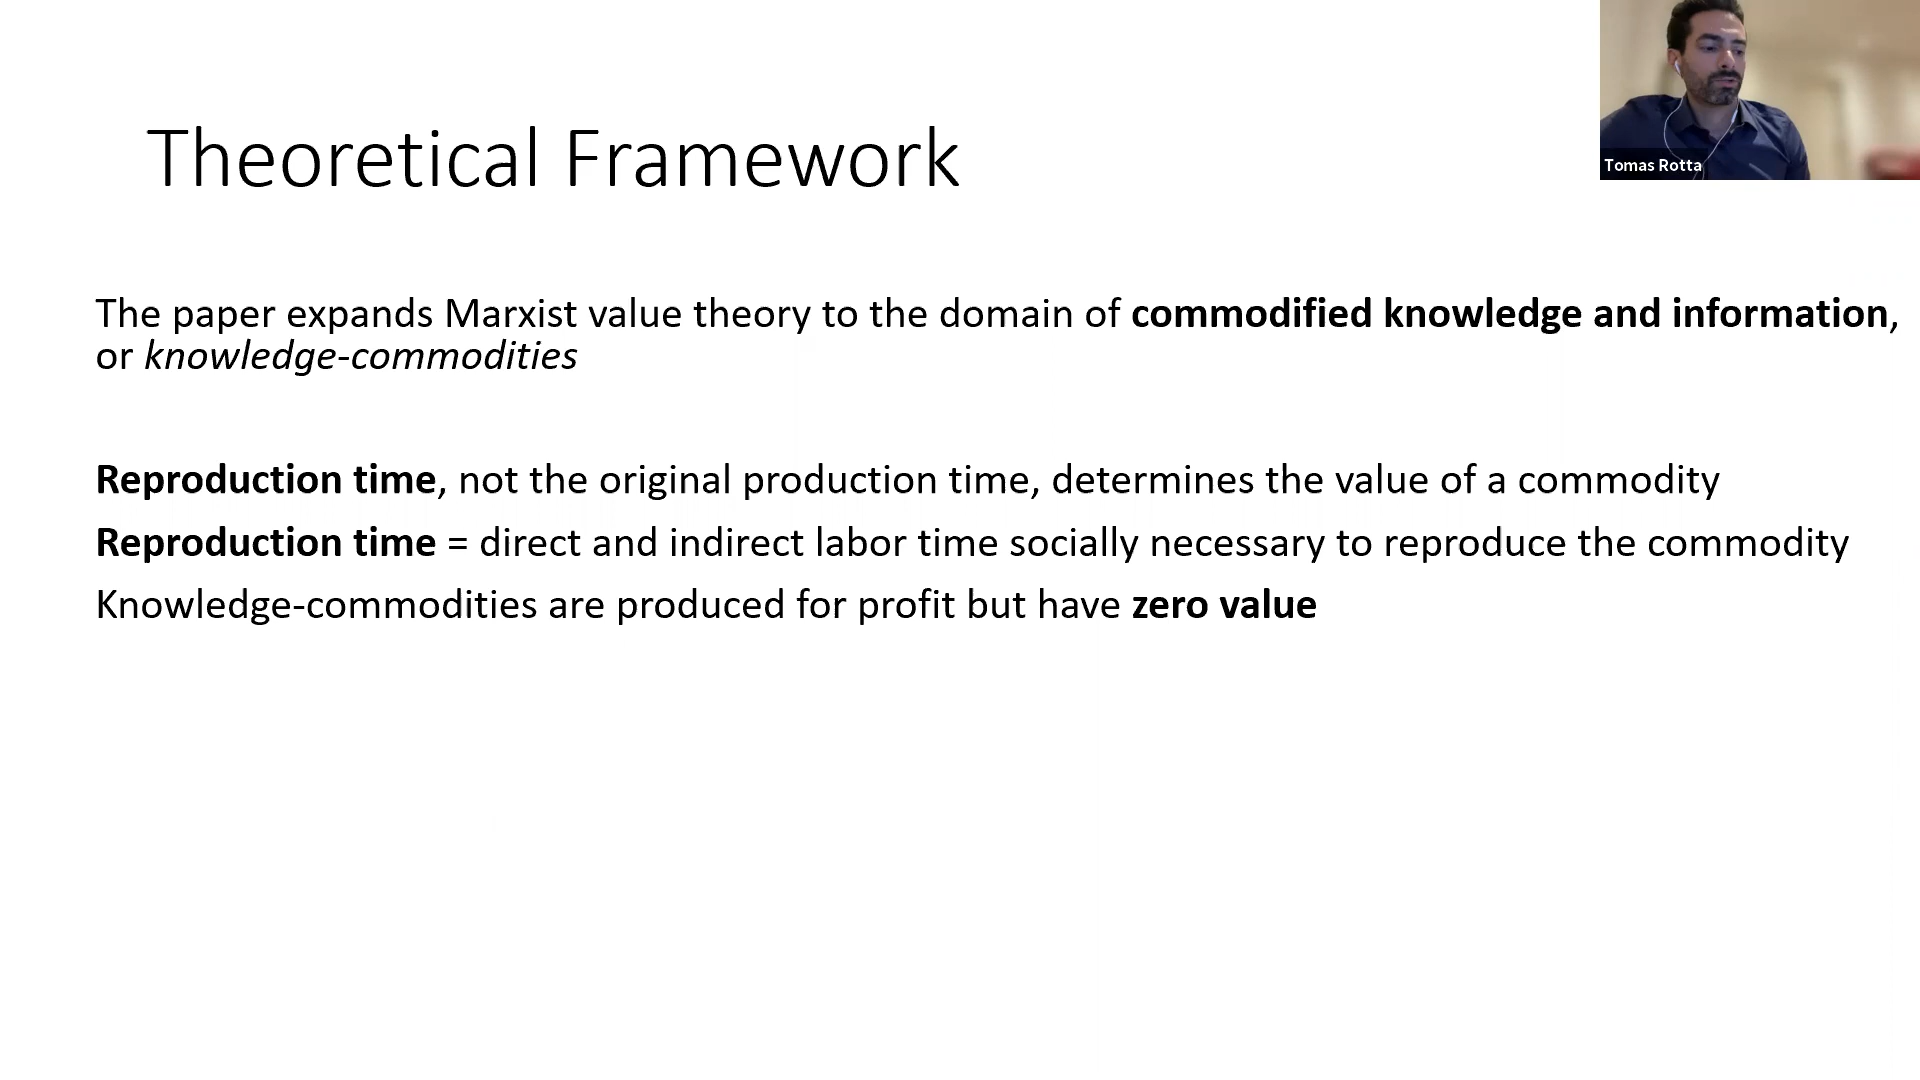 Theoretical Framework
Tomas Rotta
The paper expands Marxist value theory to the domain of commodified knowledge and information,
or knowledge-commodities
Reproduction time, not the original production time, determines the value of a commodity
Reproduction time = direct and indirect labor time socially necessary to reproduce the commodity
Knowledge-commodities are produced for profit but have zero value